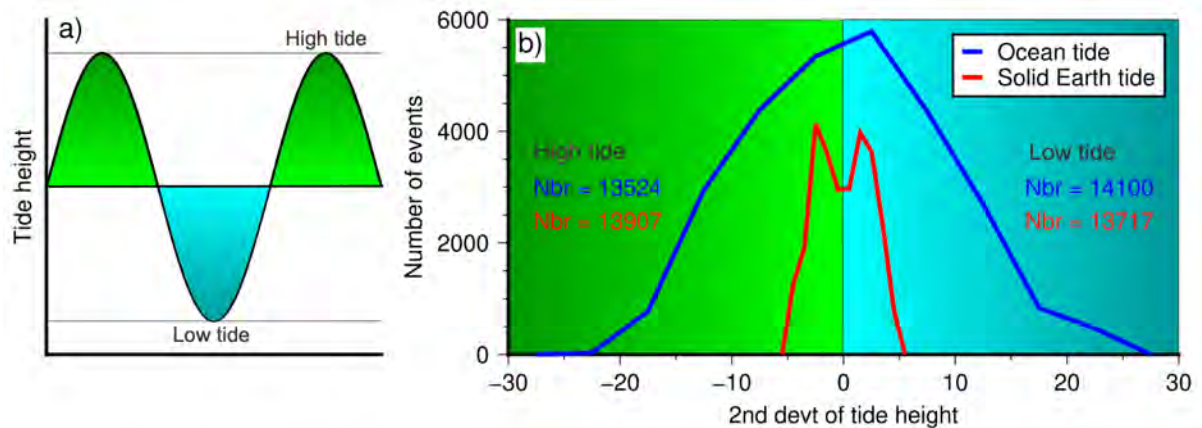 a)
High tide
Tide height
Low tide
b)
Number of events
6000
4000
2000
0
Ocean tide
Solid Earth tide
High tide
Nbr = 13524
Nbr = 13907
Low tide
Nbr = 14100
Nbr = 13717
−30 −20 −10 0 10 20 30
2nd devt of tide height